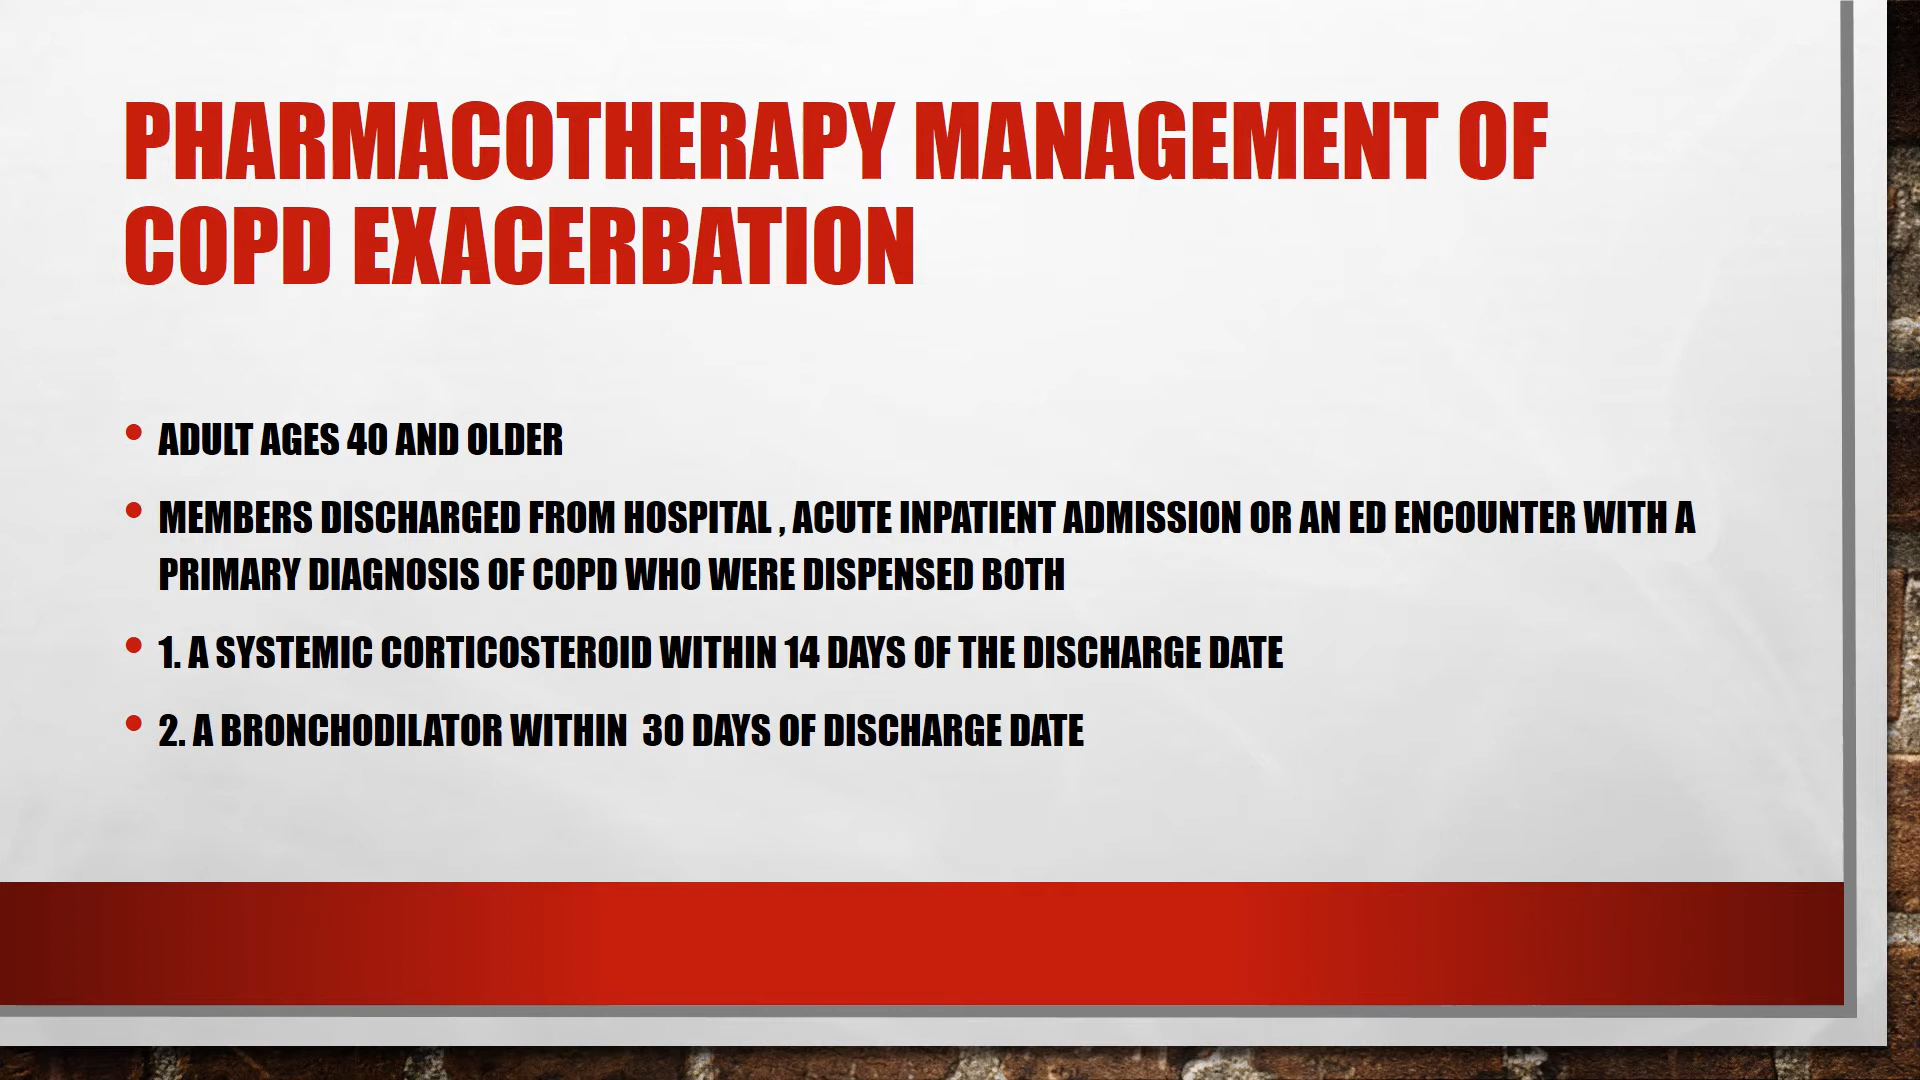 PHARMACOTHERAPY MANAGEMENT OF
COPD EXACERBATION
• ADULT AGES 40 AND OLDER
• MEMBERS DISCHARGED FROM HOSPITAL , ACUTE INPATIENT ADMISSION OR AN ED ENCOUNTER WITH A
PRIMARY DIAGNOSIS OF COPD WHO WERE DISPENSED BOTH
• 1. A SYSTEMIC CORTICOSTEROID WITHIN 14 DAYS OF THE DISCHARGE DATE
• 2. A BRONCHODILATOR WITHIN  30 DAYS OF DISCHARGE DATE